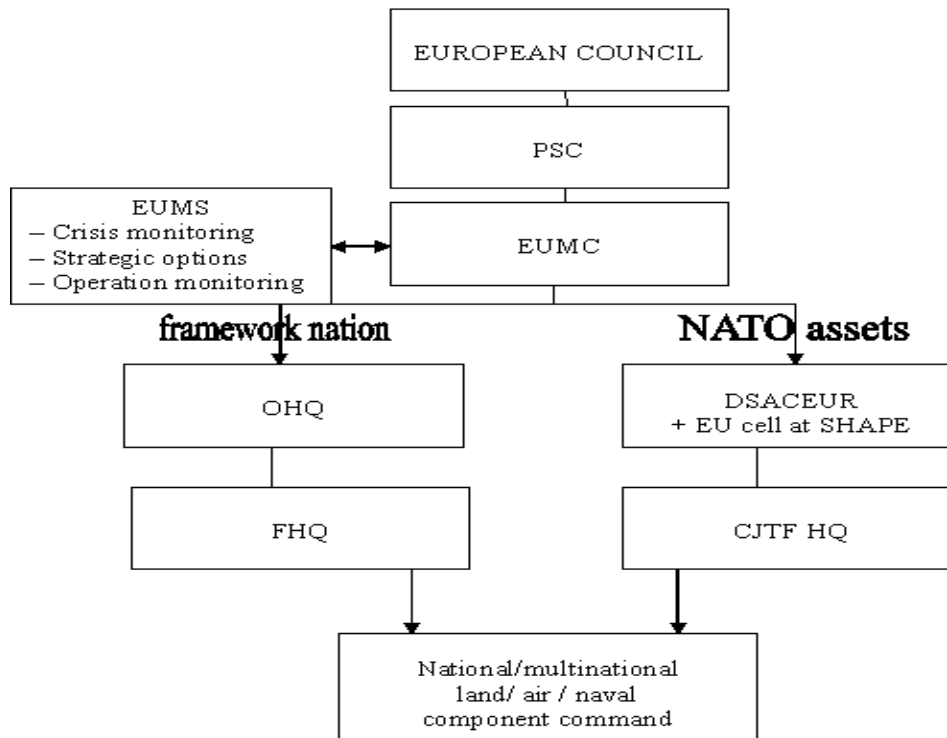 EUROPEAN COUNCIL
PSC
EUMS
– Crisis monitoring
– Strategic options
– Operation monitoring
EUMC
framework nation
NATO assets
OHQ
DSACEUR
+ EU cell at SHAPE
FHQ
CJTF HQ
National/multinational
land/ air / naval
component command